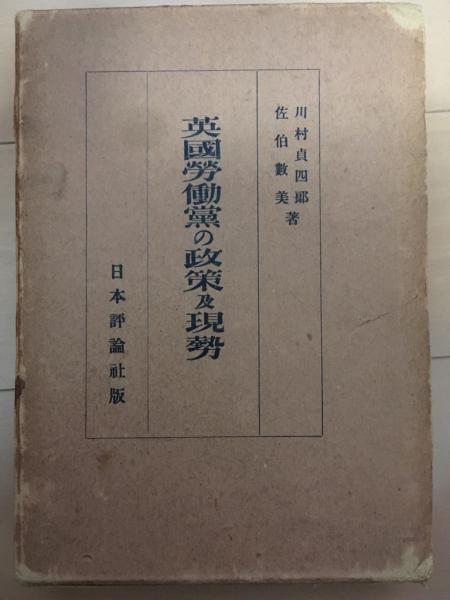 川村貞四郎
佐伯數美
著
英國勞働黨の政策及現勢
日本評論社版